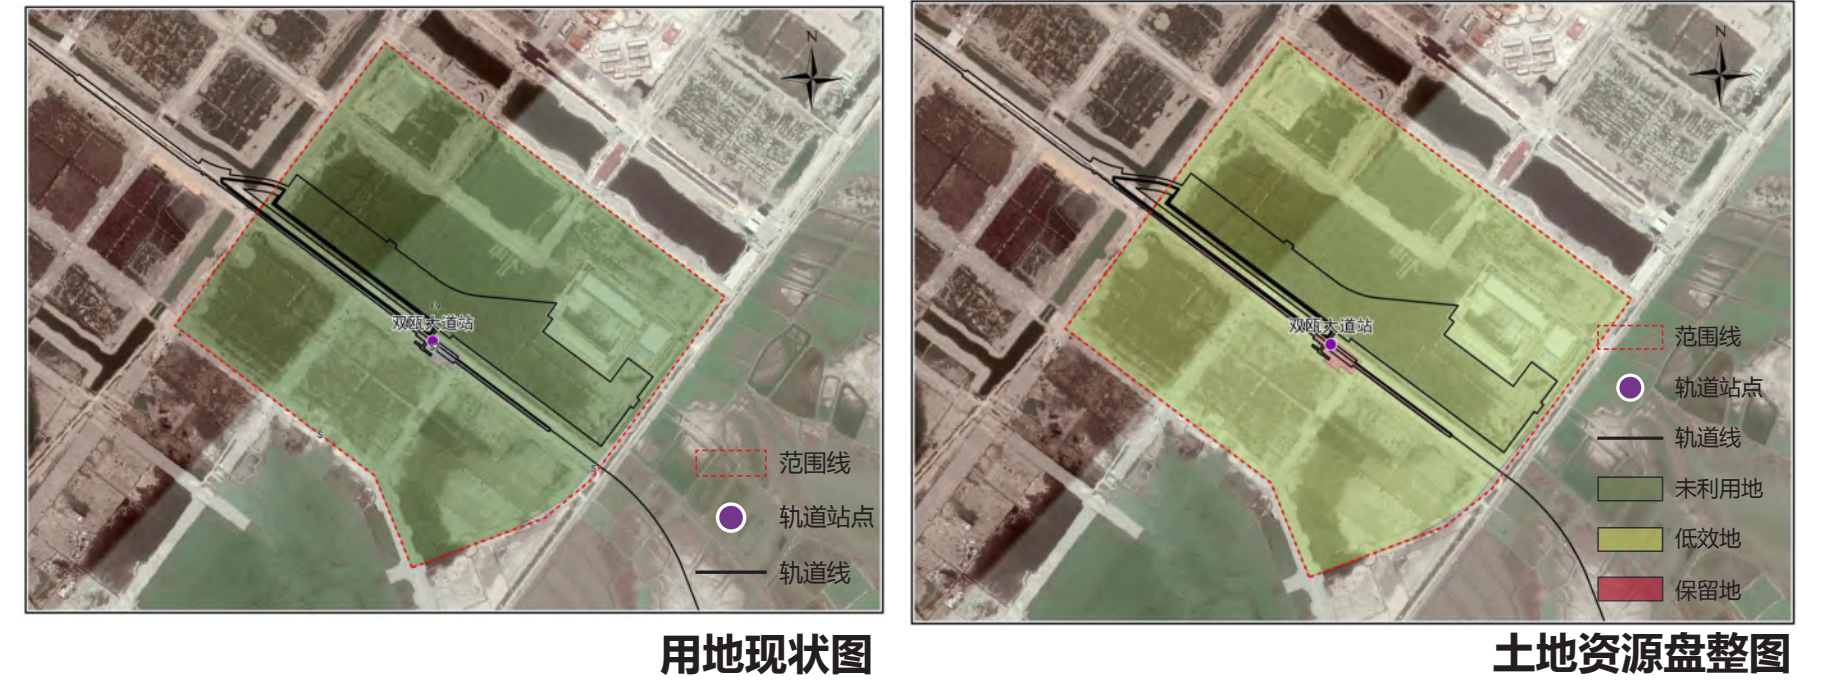 N
双瓯大道站
S
S
范围线
轨道站点
轨道线
用地现状图
N
双瓯大道站
范围线
轨道站点
轨道线
未利用地
低效地
保留地
土地资源盘整图